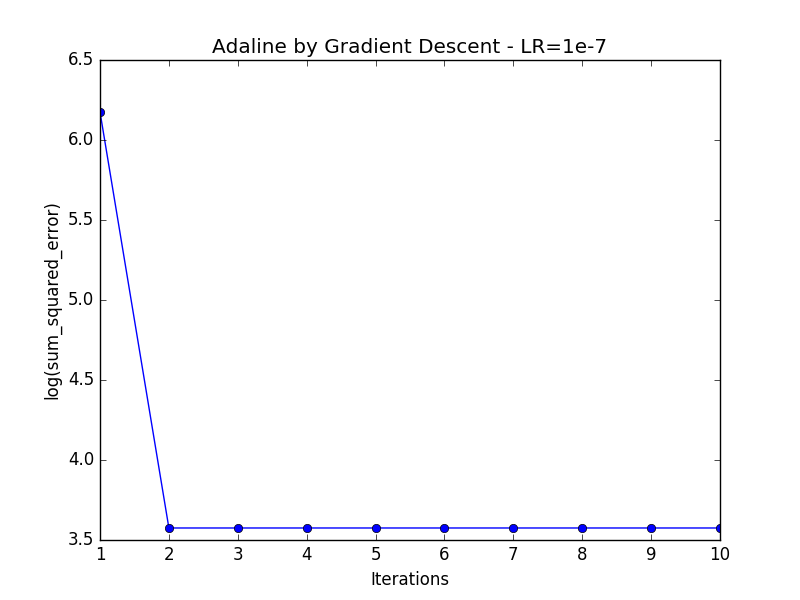 Adaline by Gradient Descent - LR=1e-7
6.5
6.0
5.5
5.0
4.5
4.0
3.5
log(sum_squared_error)
1 2 3 4 5 6 7 8 9 10
Iterations